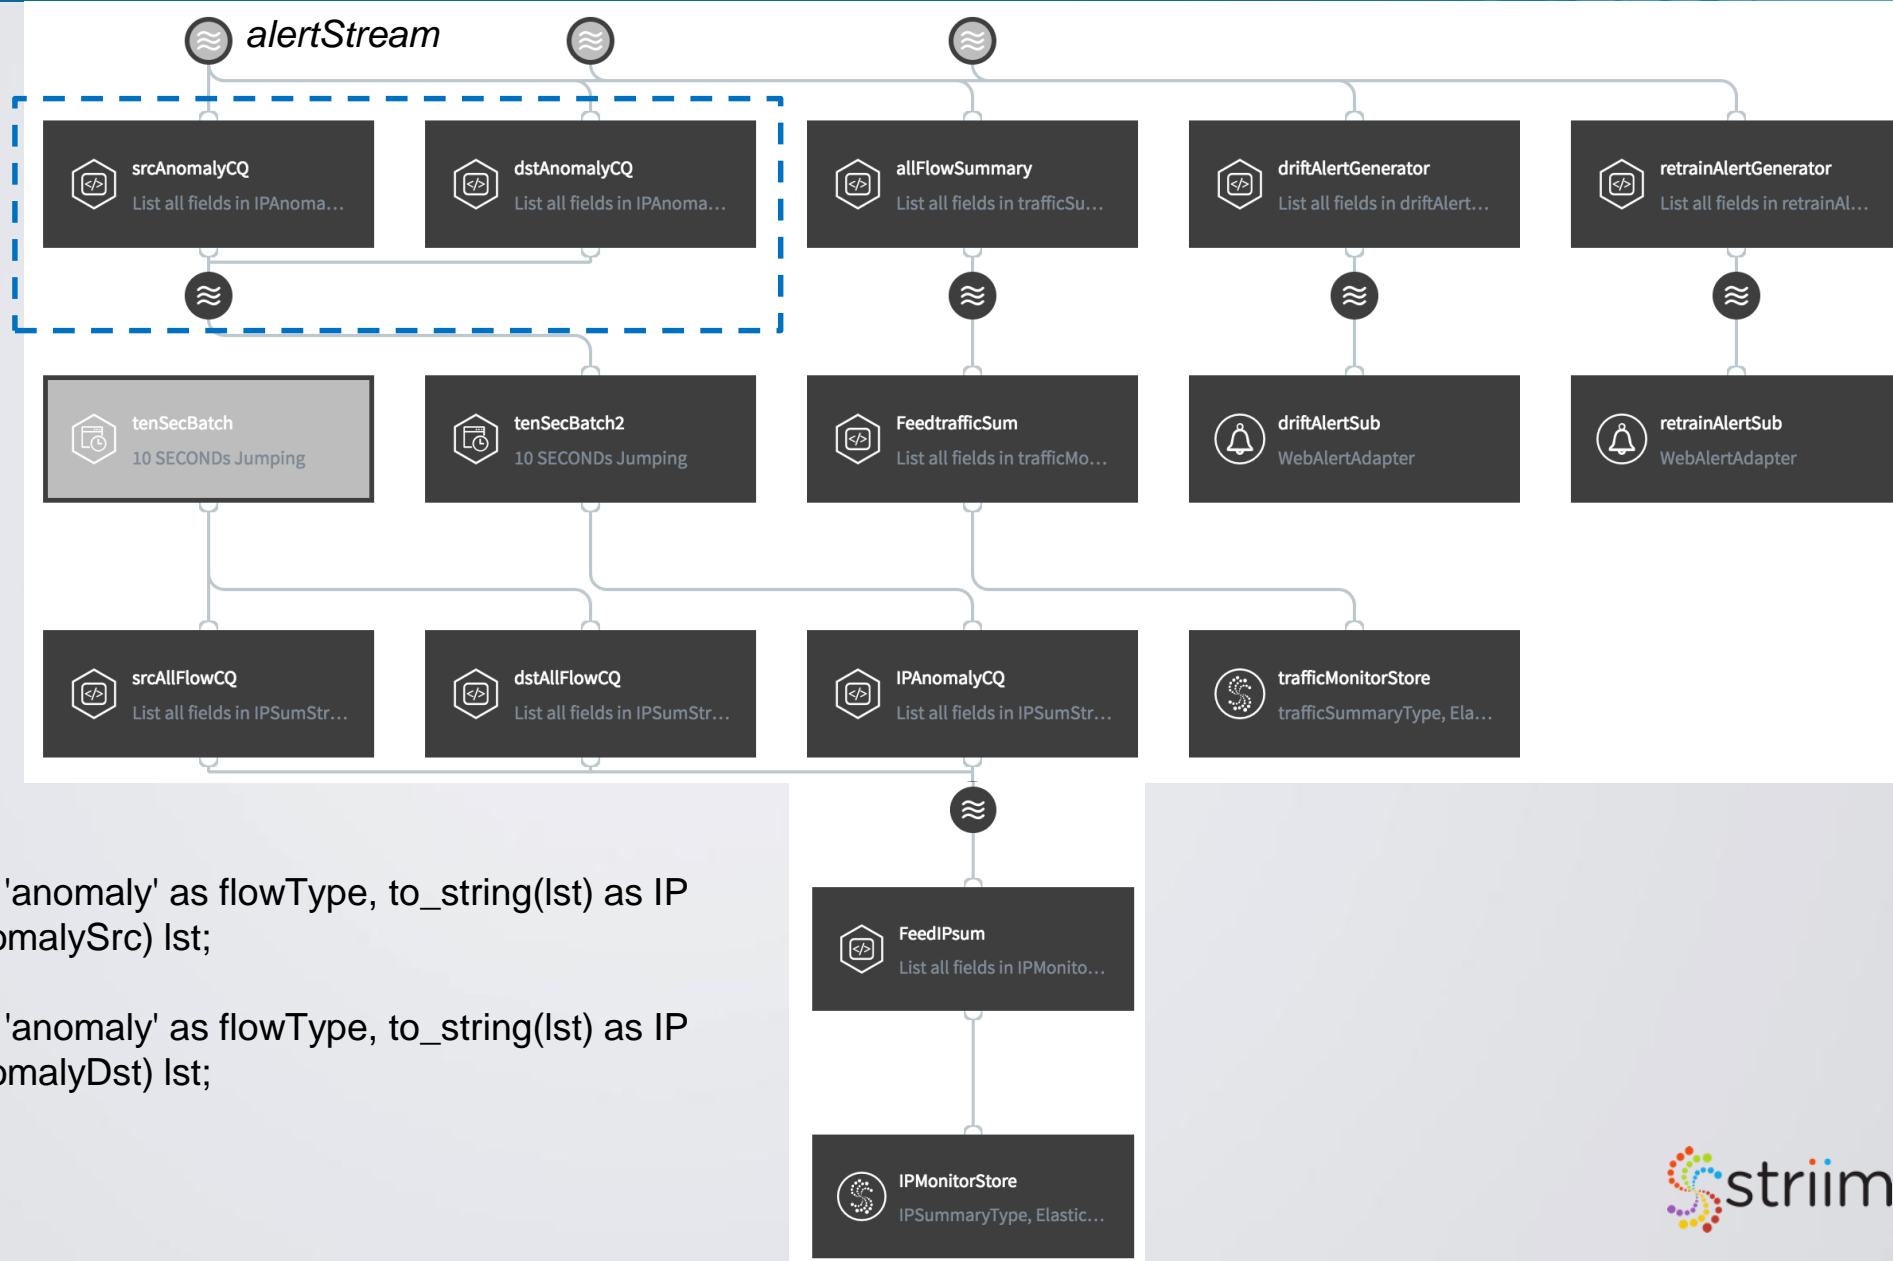 alertStream
srcAnomalyCQ
List all fields in IPAnoma...
dstAnomalyCQ
List all fields in IPAnoma...
allFlowSummary
List all fields in trafficSu...
driftAlertGenerator
List all fields in driftAlert...
retrainAlertGenerator
List all fields in retrainAl...
tenSecBatch
10 SECONDs Jumping
tenSecBatch2
10 SECONDs Jumping
FeedtrafficSum
List all fields in trafficMo...
driftAlertSub
WebAlertAdapter
retrainAlertSub
WebAlertAdapter
srcAllFlowCQ
List all fields in IPSumStr...
dstAllFlowCQ
List all fields in IPSumStr...
IPAnomalyCQ
List all fields in IPSumStr...
trafficMonitorStore
trafficSummaryType, Ela...
'anomaly' as flowType, to_string(lst) as IP
omalySrc) lst;
'anomaly' as flowType, to_string(lst) as IP
omalyDst) lst;
FeedIPsum
List all fields in IPMonito...
IPMonitorStore
IPSummaryType, Elastic...
striim